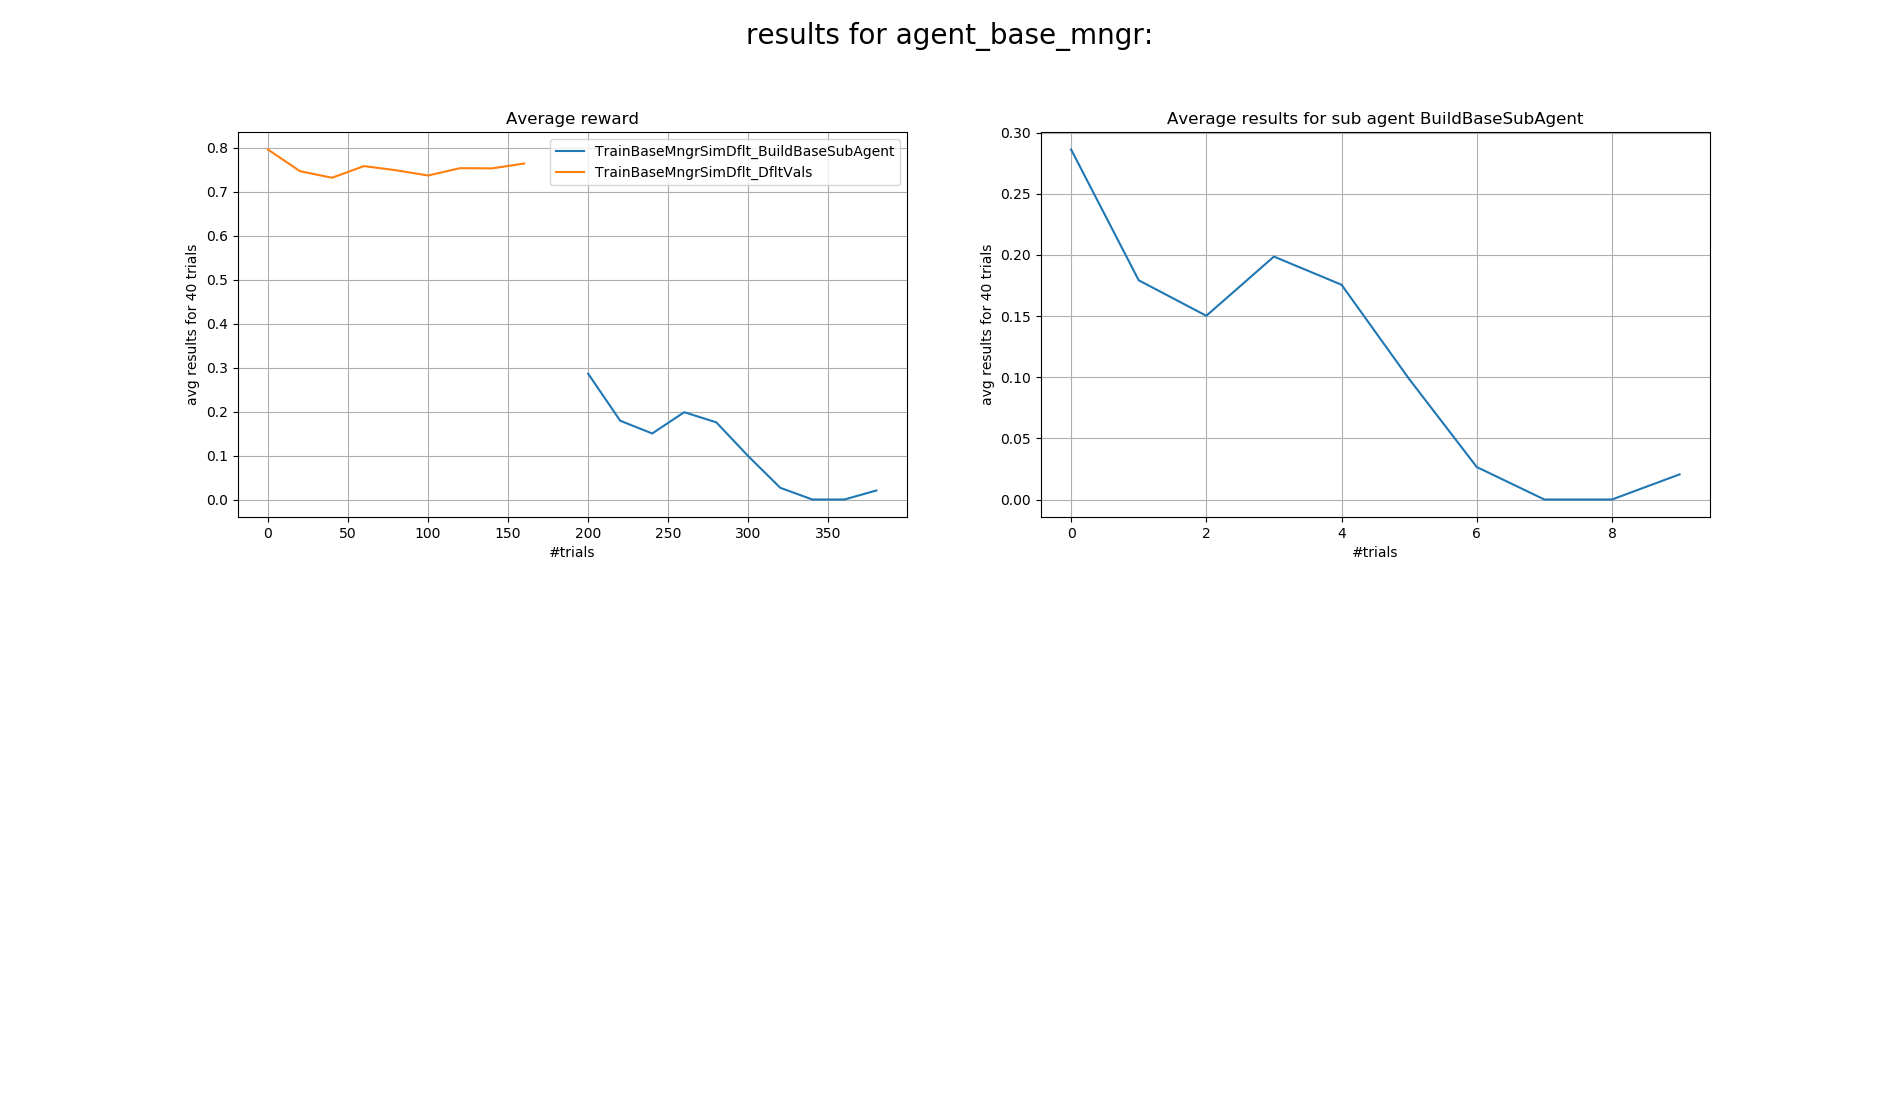 results for agent_base_mngr:
Average reward
TrainBaseMngrSimDflt_BuildBaseSubAgent
TrainBaseMngrSimDflt_DfltVals
avg results for 40 trials
0.8
0.7
0.6
0.5
0.4
0.3
0.2
0.1
0.0
0 50 100 150 200 250 300 350
#trials
Average results for sub agent BuildBaseSubAgent
avg results for 40 trials
0.30
0.25
0.20
0.15
0.10
0.05
0.00
0 2 4 6 8
#trials